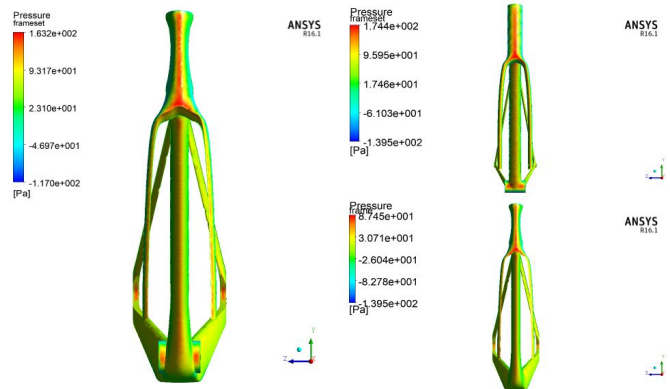 Pressure
frameset
1.632e+002
9.317e+001
2.310e+001
-4.697e+001
-1.170e+002
[Pa]
ANSYS
R16.1
Z
Y
Pressure
frameset
1.744e+002
9.595e+001
1.746e+001
-6.103e+001
-1.395e+002
[Pa]
ANSYS
R16.1
Z
Y
Pressure
frame
8.745e+001
3.071e+001
-2.604e+001
-8.278e+001
-1.395e+002
[Pa]
ANSYS
R16.1
Z
Y